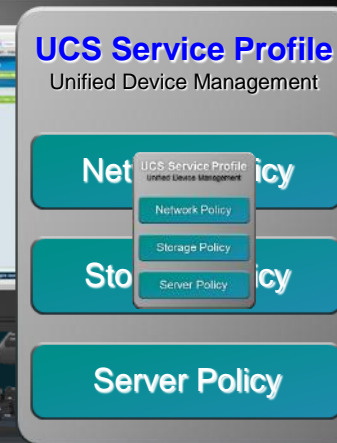 UCS Service Profile
Unified Device Management
Net icy
UCS Service Profile
Unified Device Management
Network Policy
Storage Policy
Server Policy
Sto icy
Server Policy